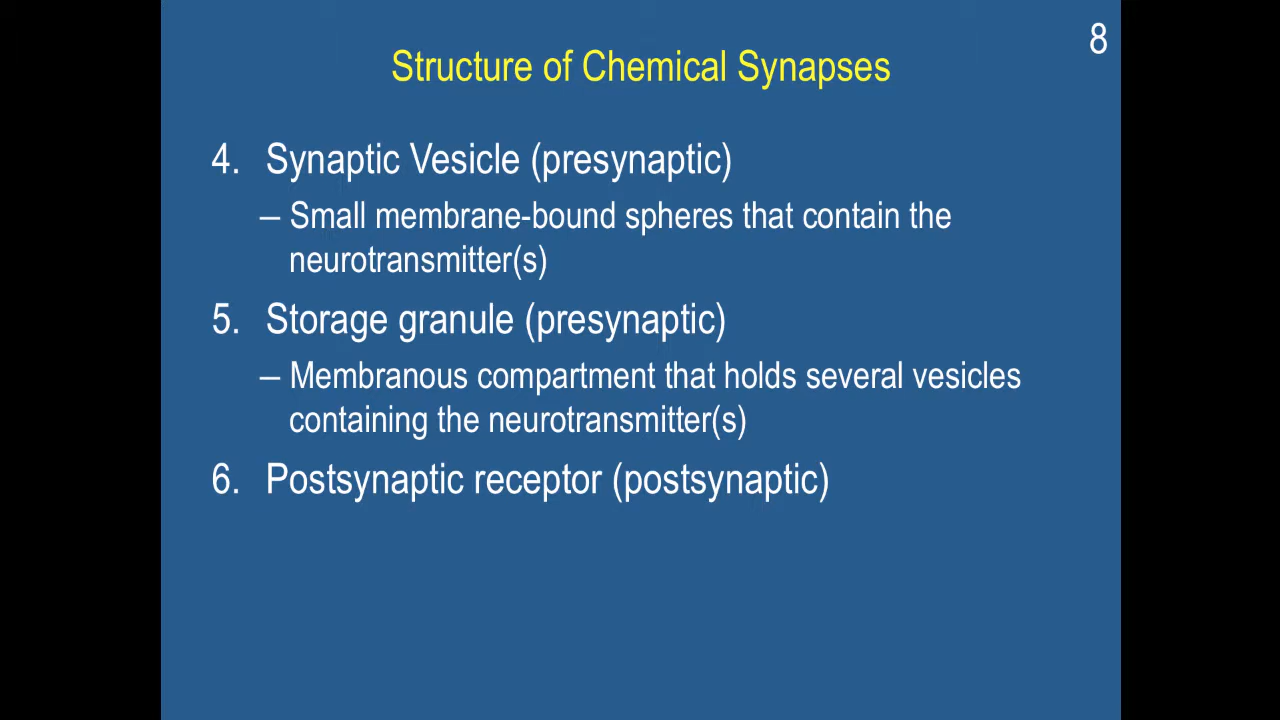 8
Structure of Chemical Synapses
4. Synaptic Vesicle (presynaptic)
– Small membrane-bound spheres that contain the
neurotransmitter(s)
5. Storage granule (presynaptic)
– Membranous compartment that holds several vesicles
containing the neurotransmitter(s)
6. Postsynaptic receptor (postsynaptic)